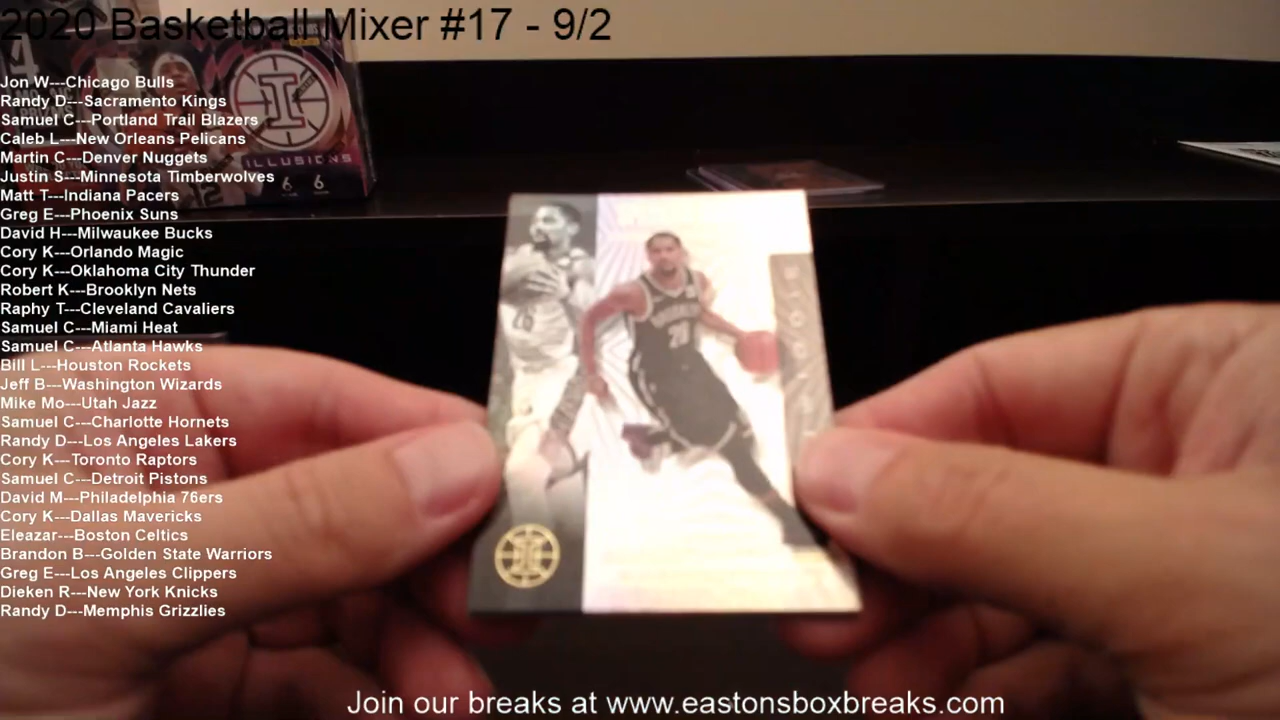 2020 Basketball Mixer #17 - 9/2
Jon W---Chicago Bulls
Randy D---Sacramento Kings
Samuel C---Portland Trail Blazers
Caleb L---New Orleans Pelicans
Martin C---Denver Nuggets
Justin S---Minnesota Timberwolves
Matt T---Indiana Pacers
Greg E---Phoenix Suns
David H---Milwaukee Bucks
Cory K---Orlando Magic
Cory K---Oklahoma City Thunder
Robert K---Brooklyn Nets
Raphy T---Cleveland Cavaliers
Samuel C---Miami Heat
Samuel C---Atlanta Hawks
Bill L---Houston Rockets
Jeff B---Washington Wizards
Mike Mo---Utah Jazz
Samuel C---Charlotte Hornets
Randy D---Los Angeles Lakers
Cory K---Toronto Raptors
Samuel C---Detroit Pistons
David M---Philadelphia 76ers
Cory K---Dallas Mavericks
Eleazar---Boston Celtics
Brandon B---Golden State Warriors
Greg E---Los Angeles Clippers
Dieken R---New York Knicks
Randy D---Memphis Grizzlies
ILLUSIONS
6 6
Join our breaks at www.eastonsboxbreaks.com